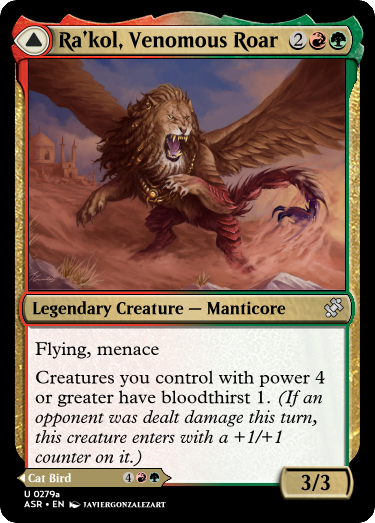 Ra'kol, Venomous Roar 2
Legendary Creature — Manticore
Flying, menace
Creatures you control with power 4
or greater have bloodthirst 1. (If an
opponent was dealt damage this turn,
this creature enters with a +1/+1
counter on it.)
Cat Bird 4
3/3
U 0279a
ASR • EN JAVIERGONZALEZART